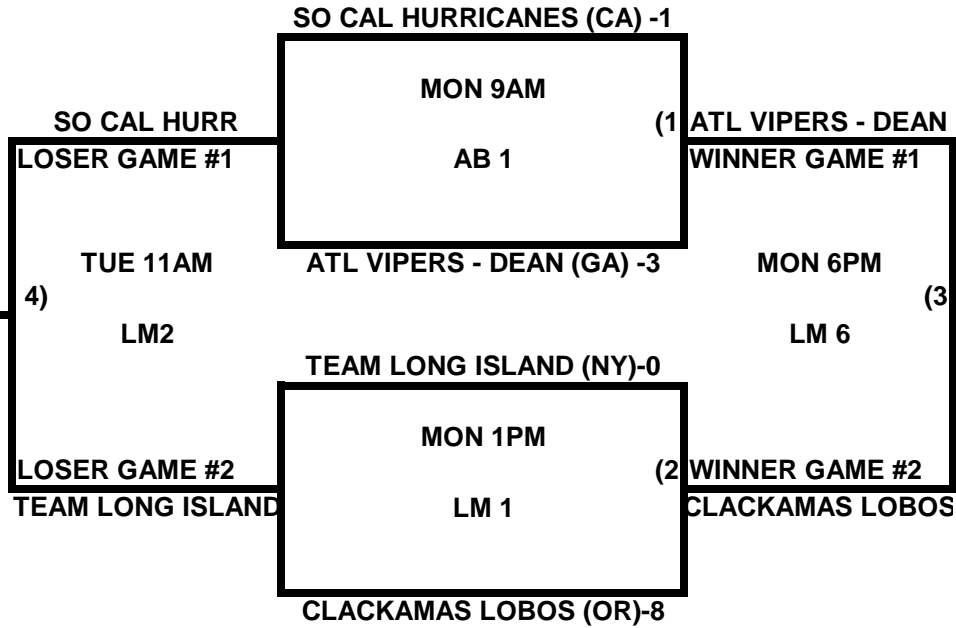 SO CAL HURRICANES (CA) -1
MON 9AM
SO CAL HURR
(1 ATL VIPERS - DEAN
LOSER GAME #1
AB 1
WINNER GAME #1
TUE 11AM
ATL VIPERS - DEAN (GA) -3
MON 6PM
4)
(3
LM2
LM 6
TEAM LONG ISLAND (NY)-0
MON 1PM
LOSER GAME #2
(2 WINNER GAME #2
TEAM LONG ISLAND
LM 1
CLACKAMAS LOBOS
CLACKAMAS LOBOS (OR)-8